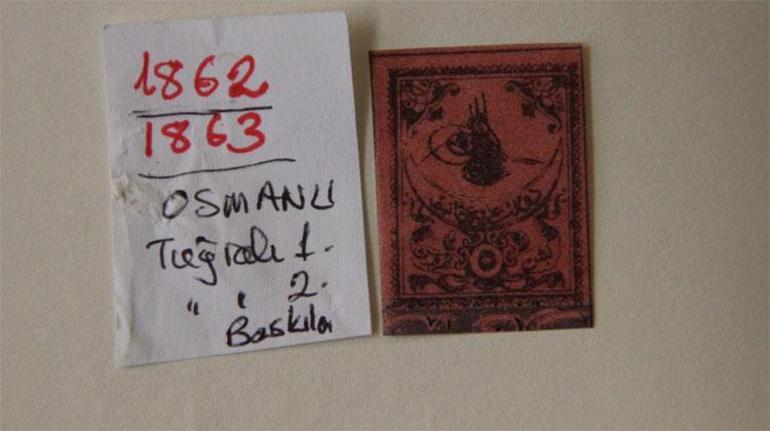 1862
1863
OSMANLI
Tuğralı 1.
" " 2.
Baskılar